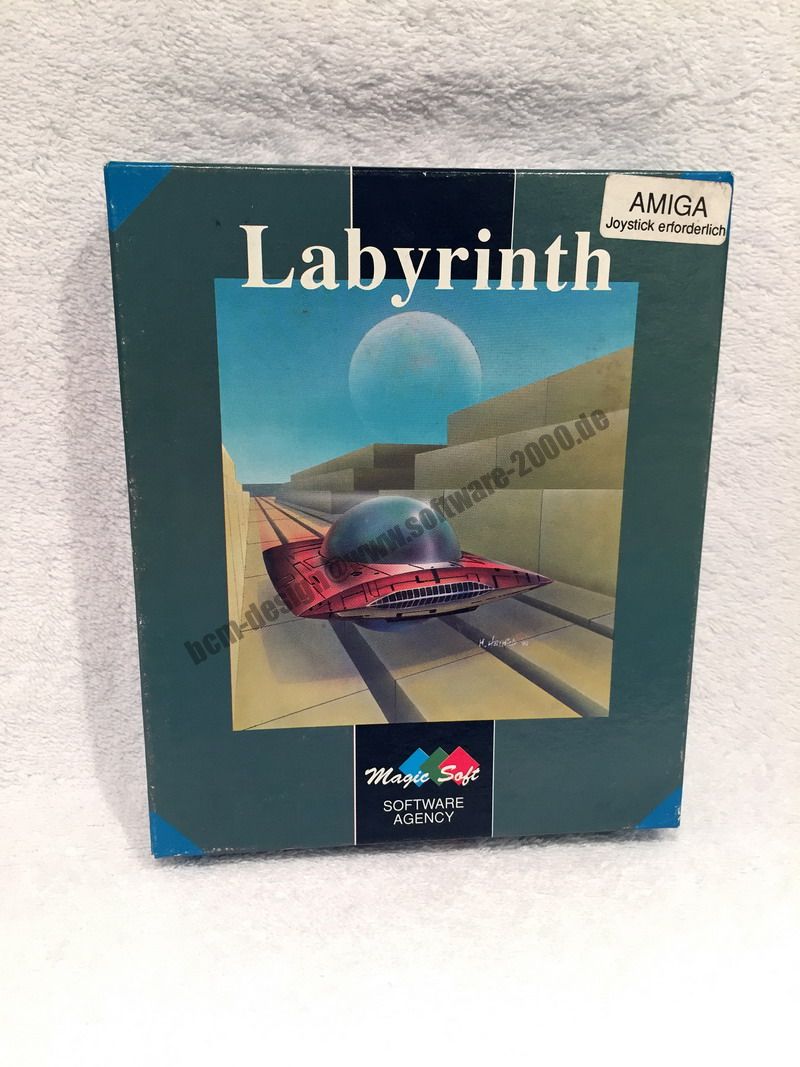 AMIGA
Joystick erforderlich
Labyrinth
bcm-design@www.software-2000.de
Magic Soft
SOFTWARE
AGENCY